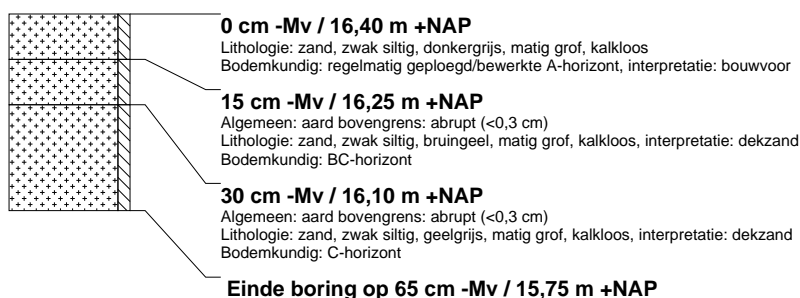 0 cm -Mv / 16,40 m +NAP
Lithologie: zand, zwak siltig, donkergrijs, matig grof, kalkloos
Bodemkundig: regelmatig geploegd/bewerkte A-horizont, interpretatie: bouwvoor
15 cm -Mv / 16,25 m +NAP
Algemeen: aard bovengrens: abrupt (<0,3 cm)
Lithologie: zand, zwak siltig, bruingeel, matig grof, kalkloos, interpretatie: dekzand
Bodemkundig: BC-horizont
30 cm -Mv / 16,10 m +NAP
Algemeen: aard bovengrens: abrupt (<0,3 cm)
Lithologie: zand, zwak siltig, geelgrijs, matig grof, kalkloos, interpretatie: dekzand
Bodemkundig: C-horizont
Einde boring op 65 cm -Mv / 15,75 m +NAP